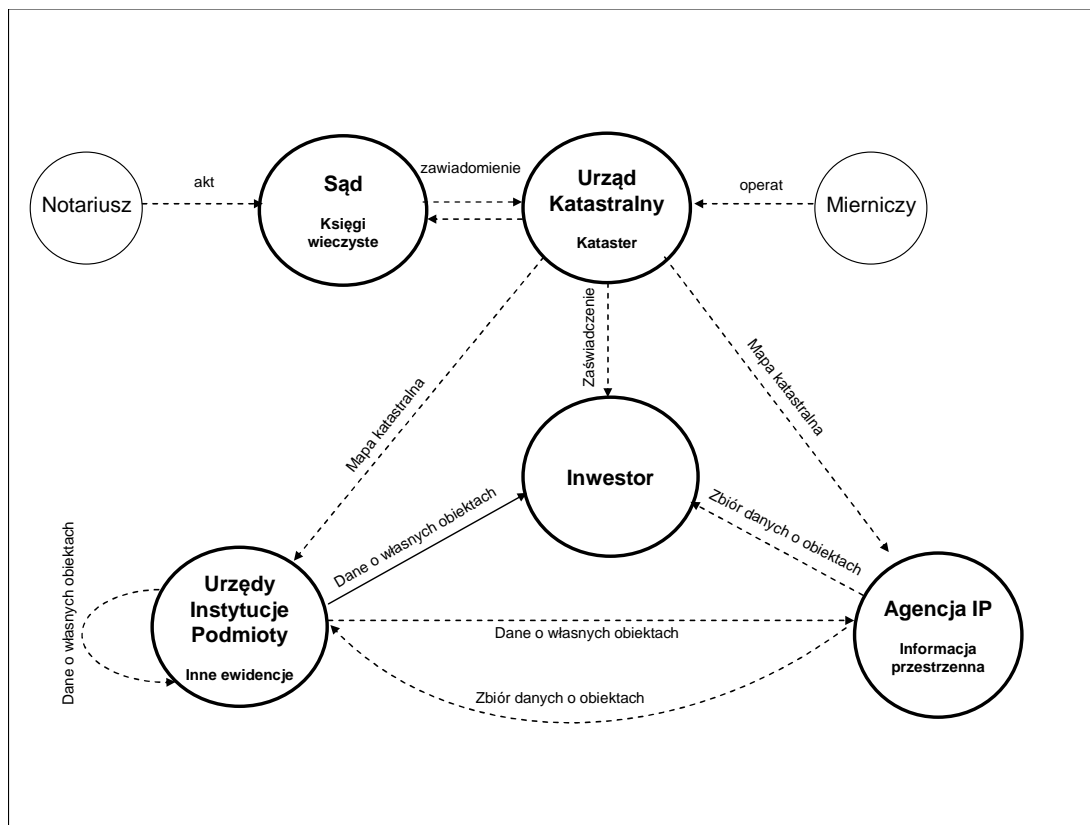 Notariusz
akt
Sąd
Księgi
wieczyste
zawiadomienie
Urząd
Katastralny
Kataster
operat
Mierniczy
Mapa katastralna
Zaświadczenie
Mapa katastralna
Inwestor
Dane o własnych obiektach
Zbiór danych o obiektach
Dane o własnych obiektach
Urzędy
Instytucje
Podmioty
Inne ewidencje
Dane o własnych obiektach
Zbiór danych o obiektach
Agencja IP
Informacja
przestrzenna